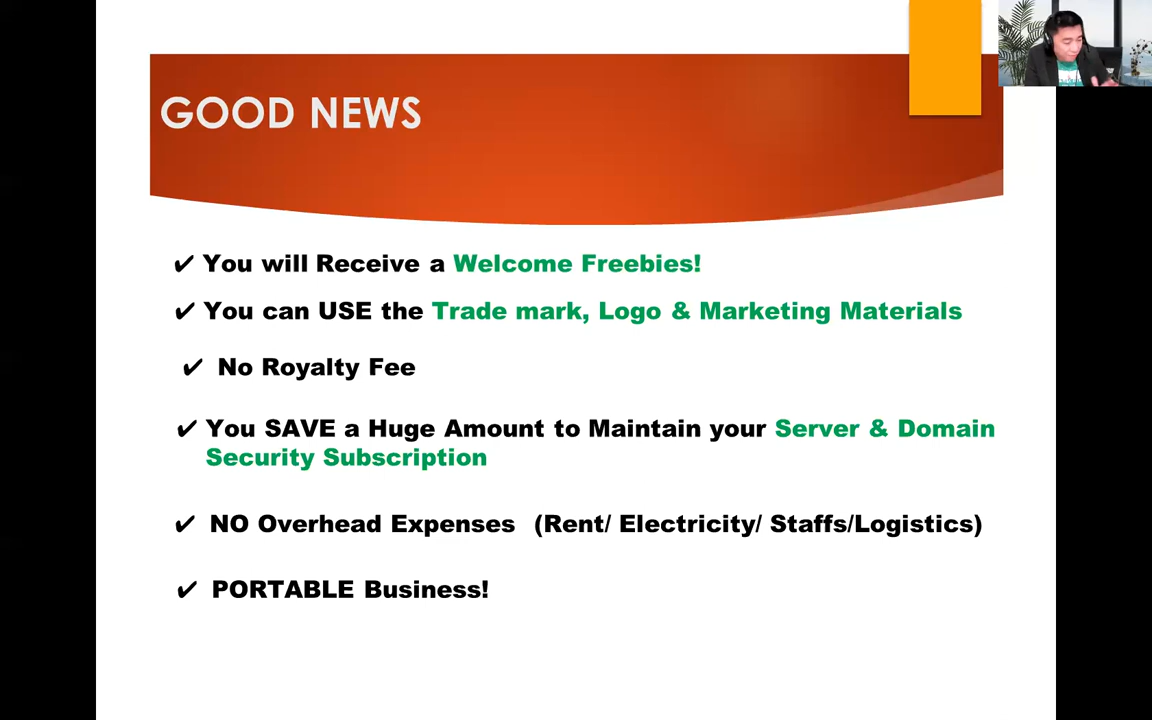 GOOD NEWS
✔ You will Receive a Welcome Freebies!
✔ You can USE the Trade mark, Logo & Marketing Materials
✔ No Royalty Fee
✔ You SAVE a Huge Amount to Maintain your Server & Domain
Security Subscription
✔ NO Overhead Expenses (Rent/ Electricity/ Staffs/Logistics)
✔ PORTABLE Business!